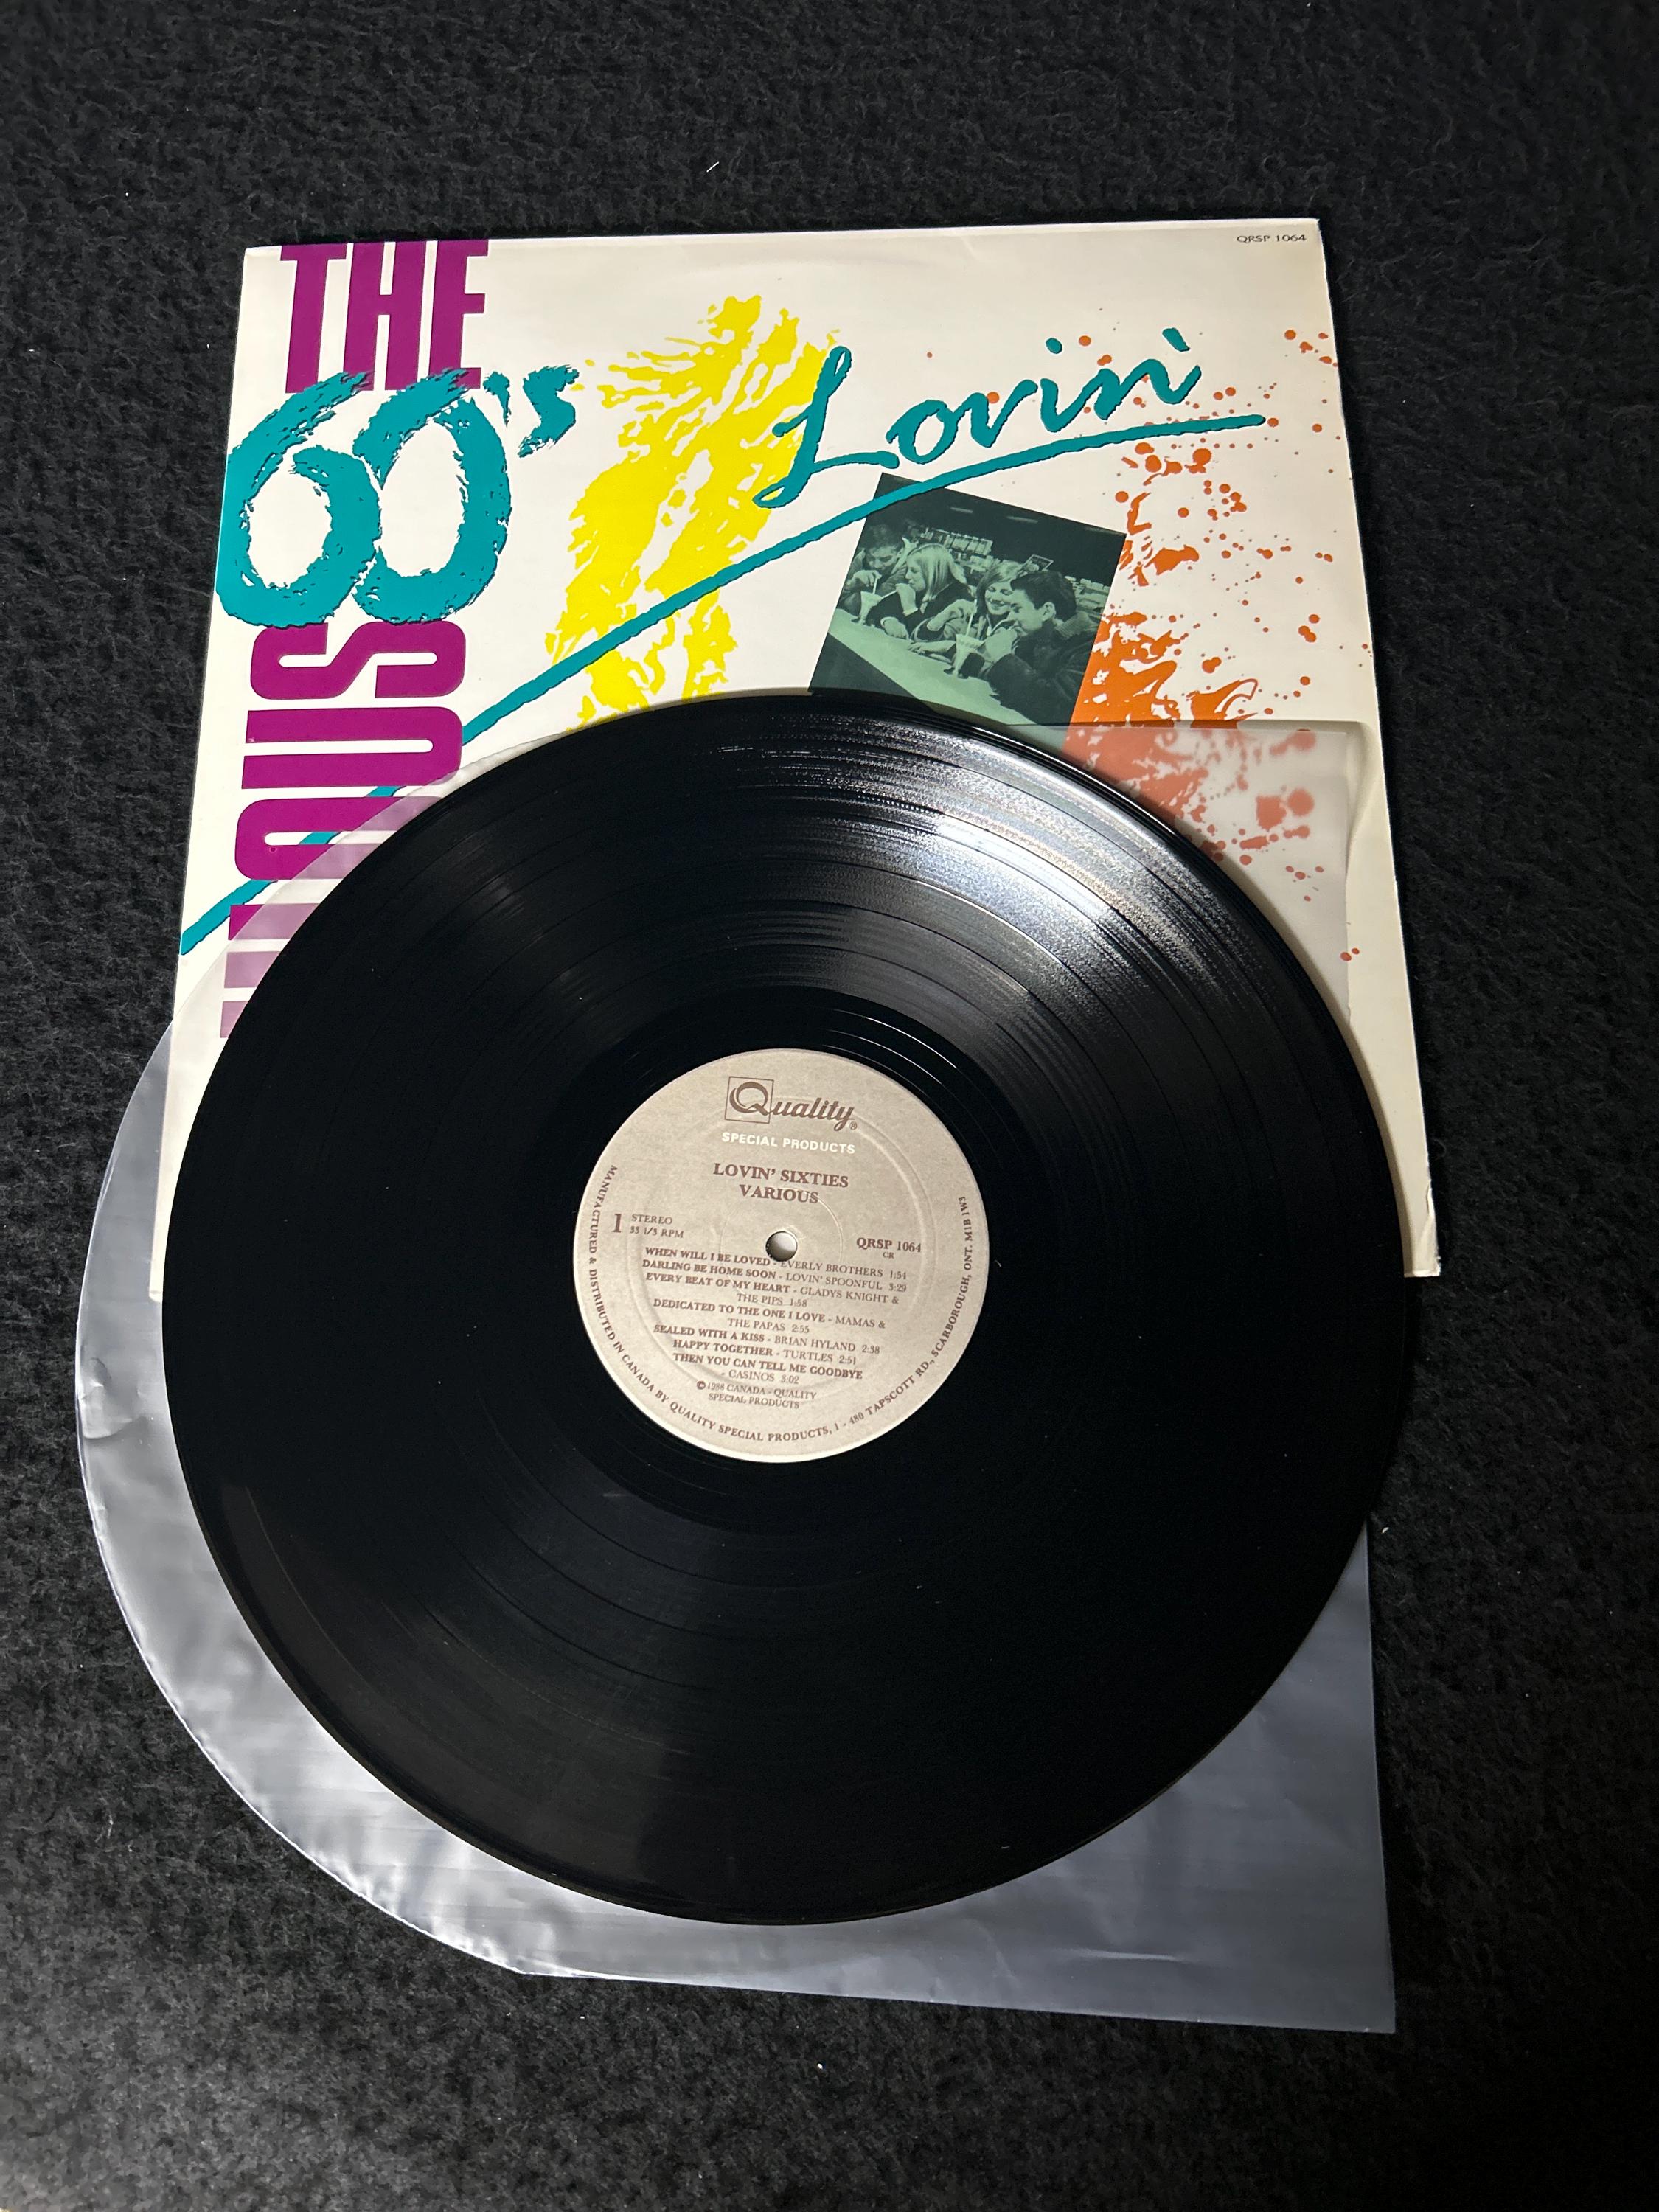 QRSP 1064
THE
60's
Lovin'
Quality®
SPECIAL PRODUCTS
LOVIN' SIXTIES
VARIOUS
1 STEREO
33 1/3 RPM
QRSP 1064
CR
WHEN WILL I BE LOVED - EVERLY BROTHERS 1:54
DARLING BE HOME SOON - LOVIN' SPOONFUL 3:29
EVERY BEAT OF MY HEART - GLADYS KNIGHT &
THE PIPS 1:58
DEDICATED TO THE ONE I LOVE - MAMAS &
THE PAPAS 2:55
SEALED WITH A KISS - BRIAN HYLAND 2:38
HAPPY TOGETHER - TURTLES 2:51
THEN YOU CAN TELL ME GOODBYE
- CASINOS 3:02
©1988 CANADA - QUALITY
SPECIAL PRODUCTS
MANUFACTURED & DISTRIBUTED IN CANADA BY QUALITY SPECIAL PRODUCTS, 1 - 480 TAPSCOTT RD., SCARBOROUGH, ONT. M1B 1W3